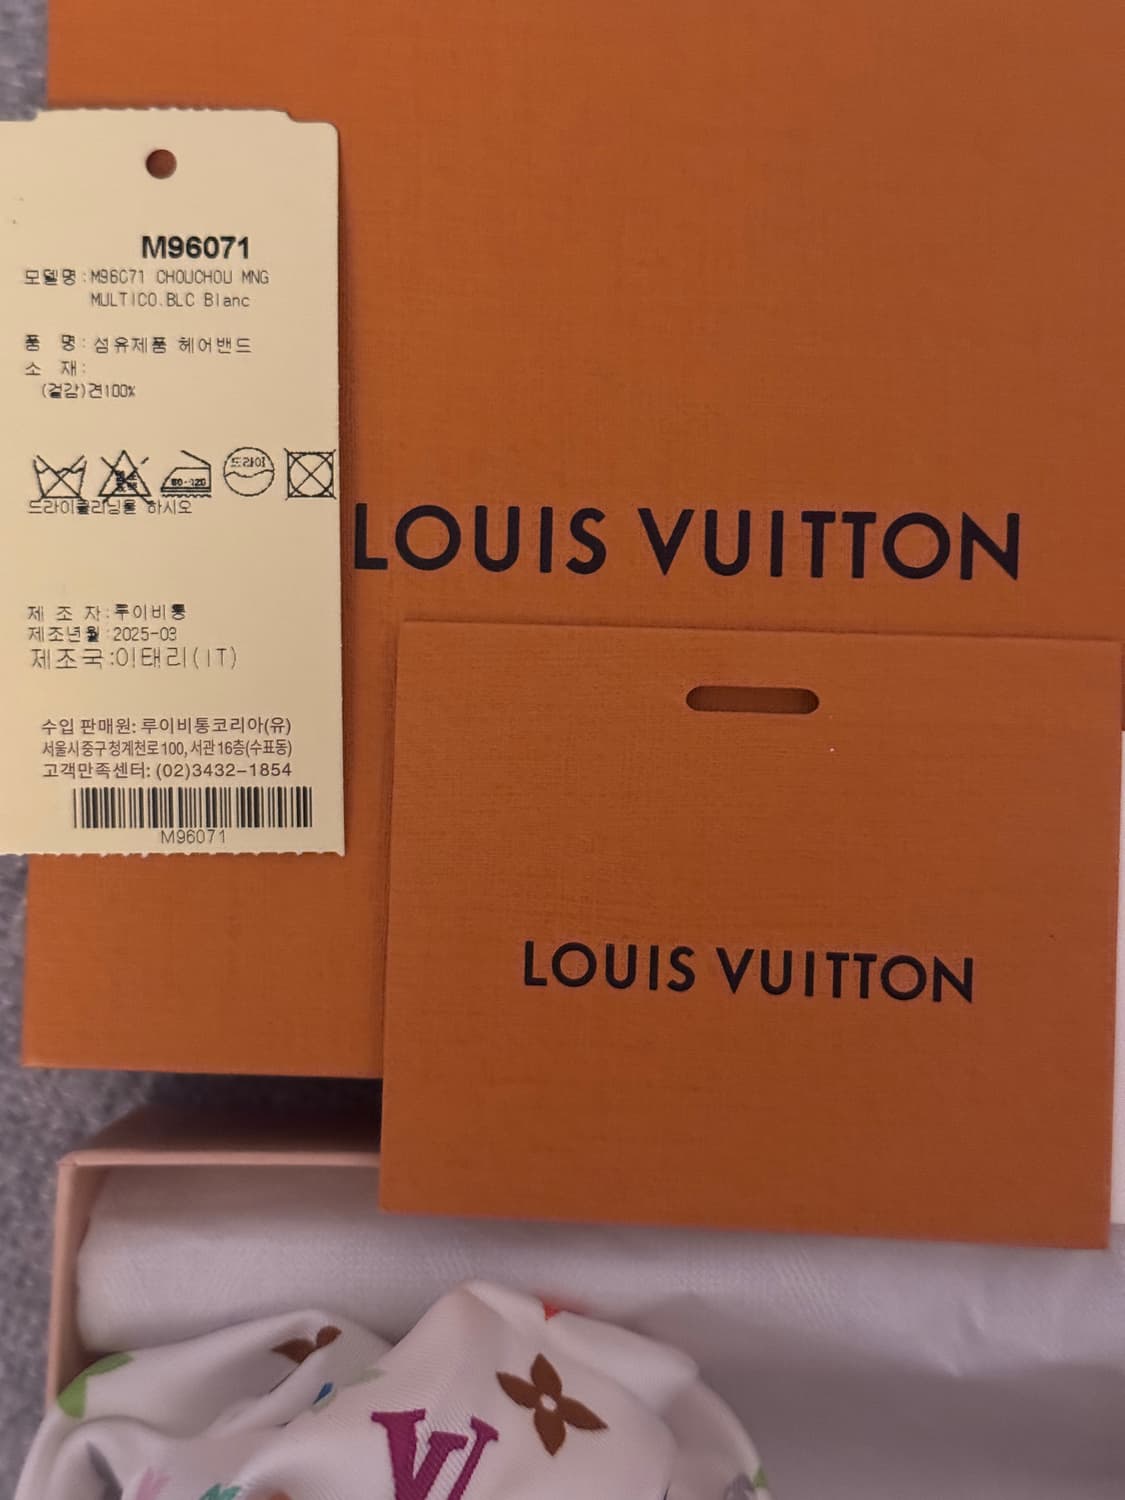 M96071
모델명:M96071 CHOUCHOU MNG
MULTICO.BLC Blanc
품 명: 섬유제품 헤어밴드
소 재:
(겉감)견100%
드라이
80-120
드라이클리닝을 하시오
제 조 자:루이비통
제조년월:2025-03
제조국:이태리(IT)
수입 판매원: 루이비통코리아(유)
서울시중구청계천로100,서관16층(수표동)
고객만족센터: (02)3432-1854
M96071
LOUIS VUITTON
LOUIS VUITTON